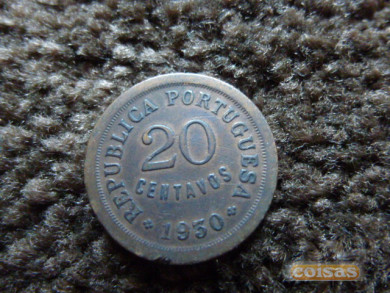 REPUBLICA PORTUGUESA
20
CENTAVOS
* 1930 *
coisas